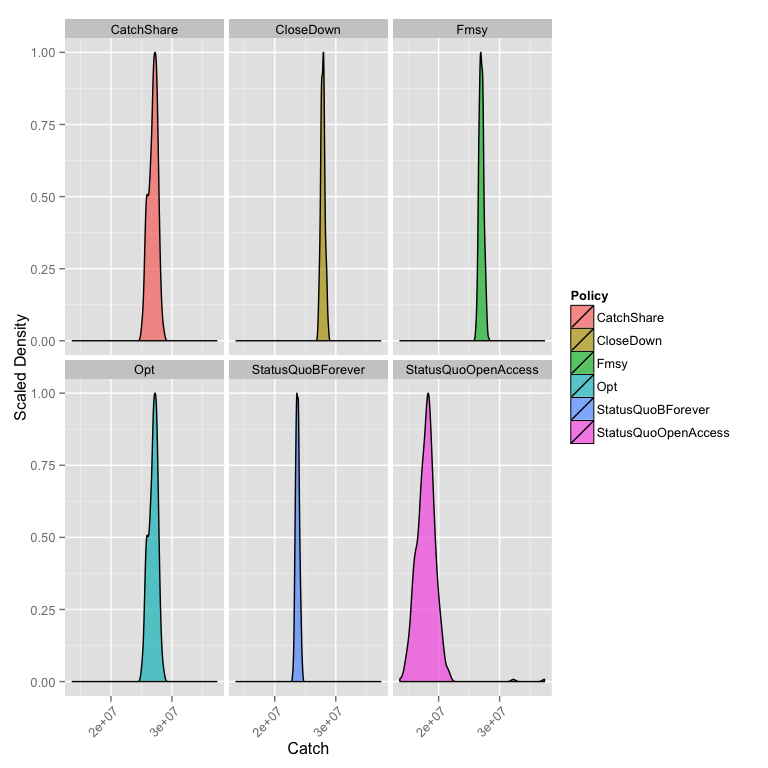 CatchShare CloseDown Fmsy
1.00
0.75
0.50
0.25
0.00
Opt StatusQuoBForever StatusQuoOpenAccess
1.00
0.75
0.50
0.25
0.00
2e+07 3e+07 2e+07 3e+07 2e+07 3e+07
Catch
Scaled Density
Policy
CatchShare
CloseDown
Fmsy
Opt
StatusQuoBForever
StatusQuoOpenAccess